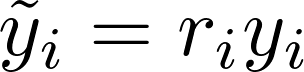 ỹᵢ = rᵢyᵢ